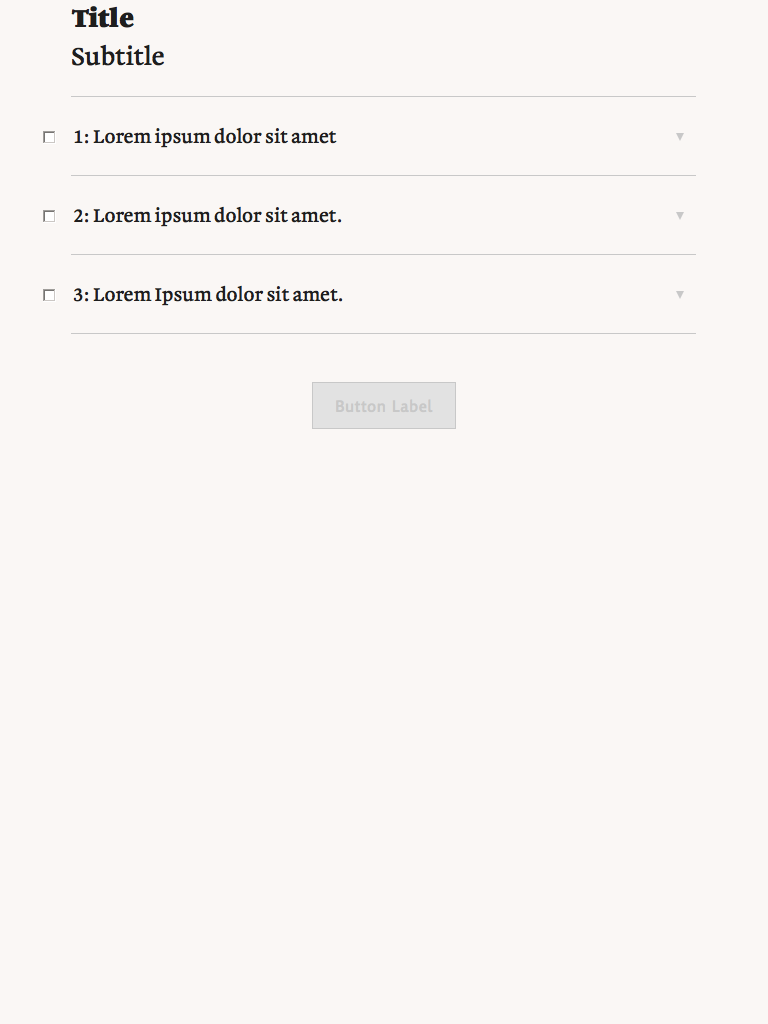 Title
Subtitle
1: Lorem ipsum dolor sit amet
2: Lorem ipsum dolor sit amet.
3: Lorem Ipsum dolor sit amet.
Button Label